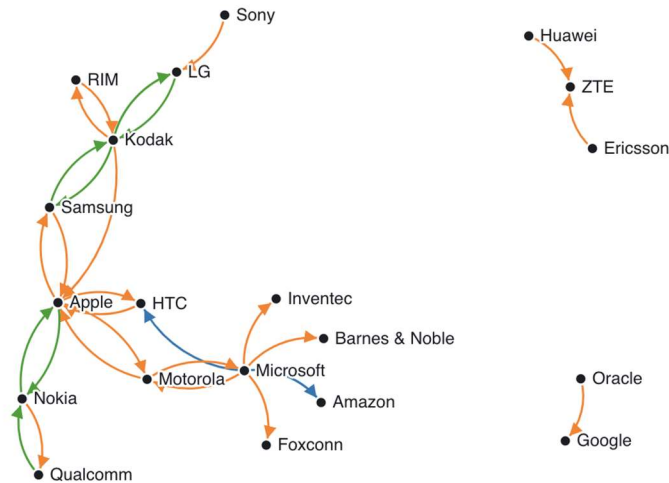 Sony
Huawei
LG
RIM
ZTE
Kodak
Ericsson
Samsung
Apple
HTC
Inventec
Barnes & Noble
Microsoft
Motorola
Oracle
Nokia
Amazon
Foxconn
Google
Qualcomm